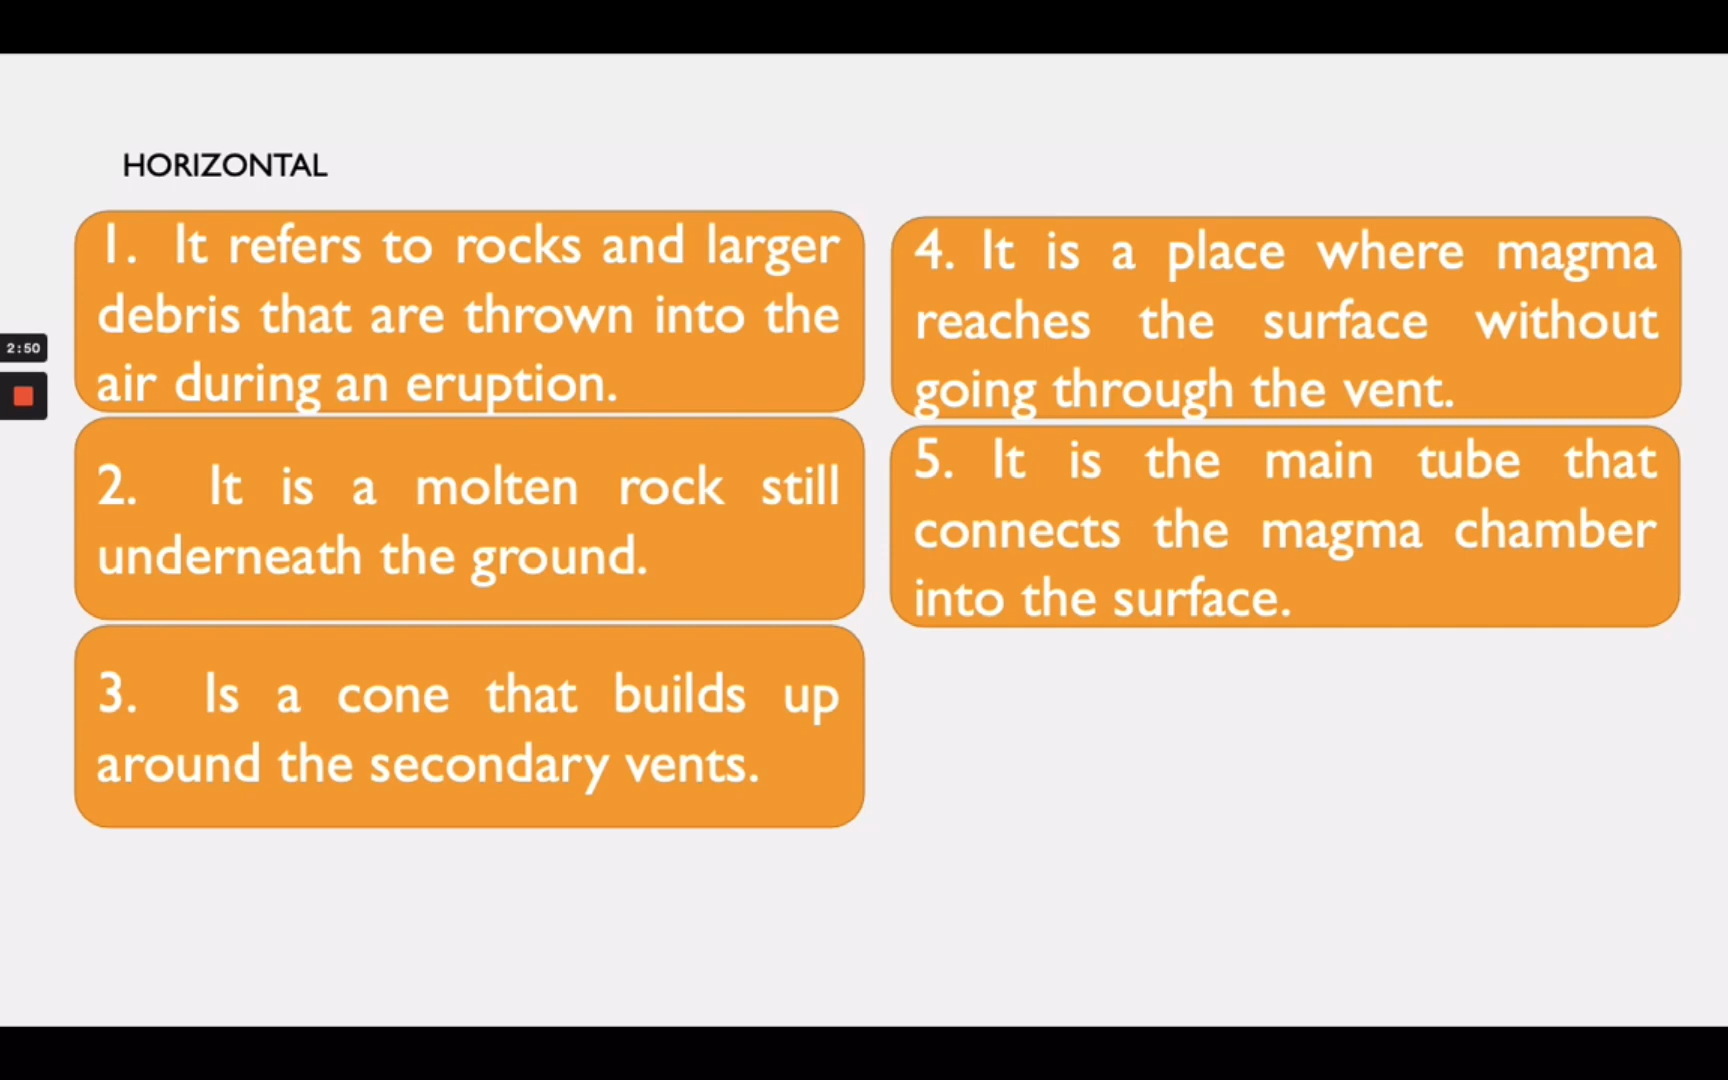 HORIZONTAL
1. It refers to rocks and larger
debris that are thrown into the
air during an eruption.
2. It is a molten rock still
underneath the ground.
3. Is a cone that builds up
around the secondary vents.
4. It is a place where magma
reaches the surface without
going through the vent.
5. It is the main tube that
connects the magma chamber
into the surface.
2:50